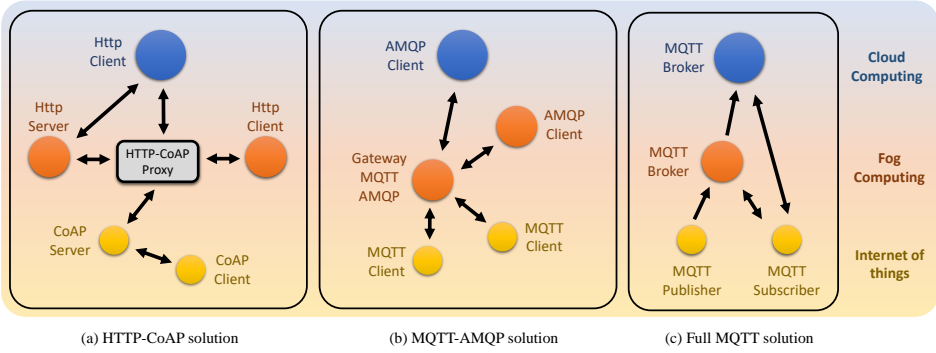 Http
Client
Http
Server
Http
Client
HTTP-CoAP
Proxy
CoAP
Server
CoAP
Client
AMQP
Client
AMQP
Client
Gateway
MQTT
AMQP
MQTT
Client
MQTT
Client
MQTT
Broker
MQTT
Broker
MQTT
Publisher
MQTT
Subscriber
Cloud
Computing
Fog
Computing
Internet of
things
(a) HTTP-CoAP solution
(b) MQTT-AMQP solution
(c) Full MQTT solution